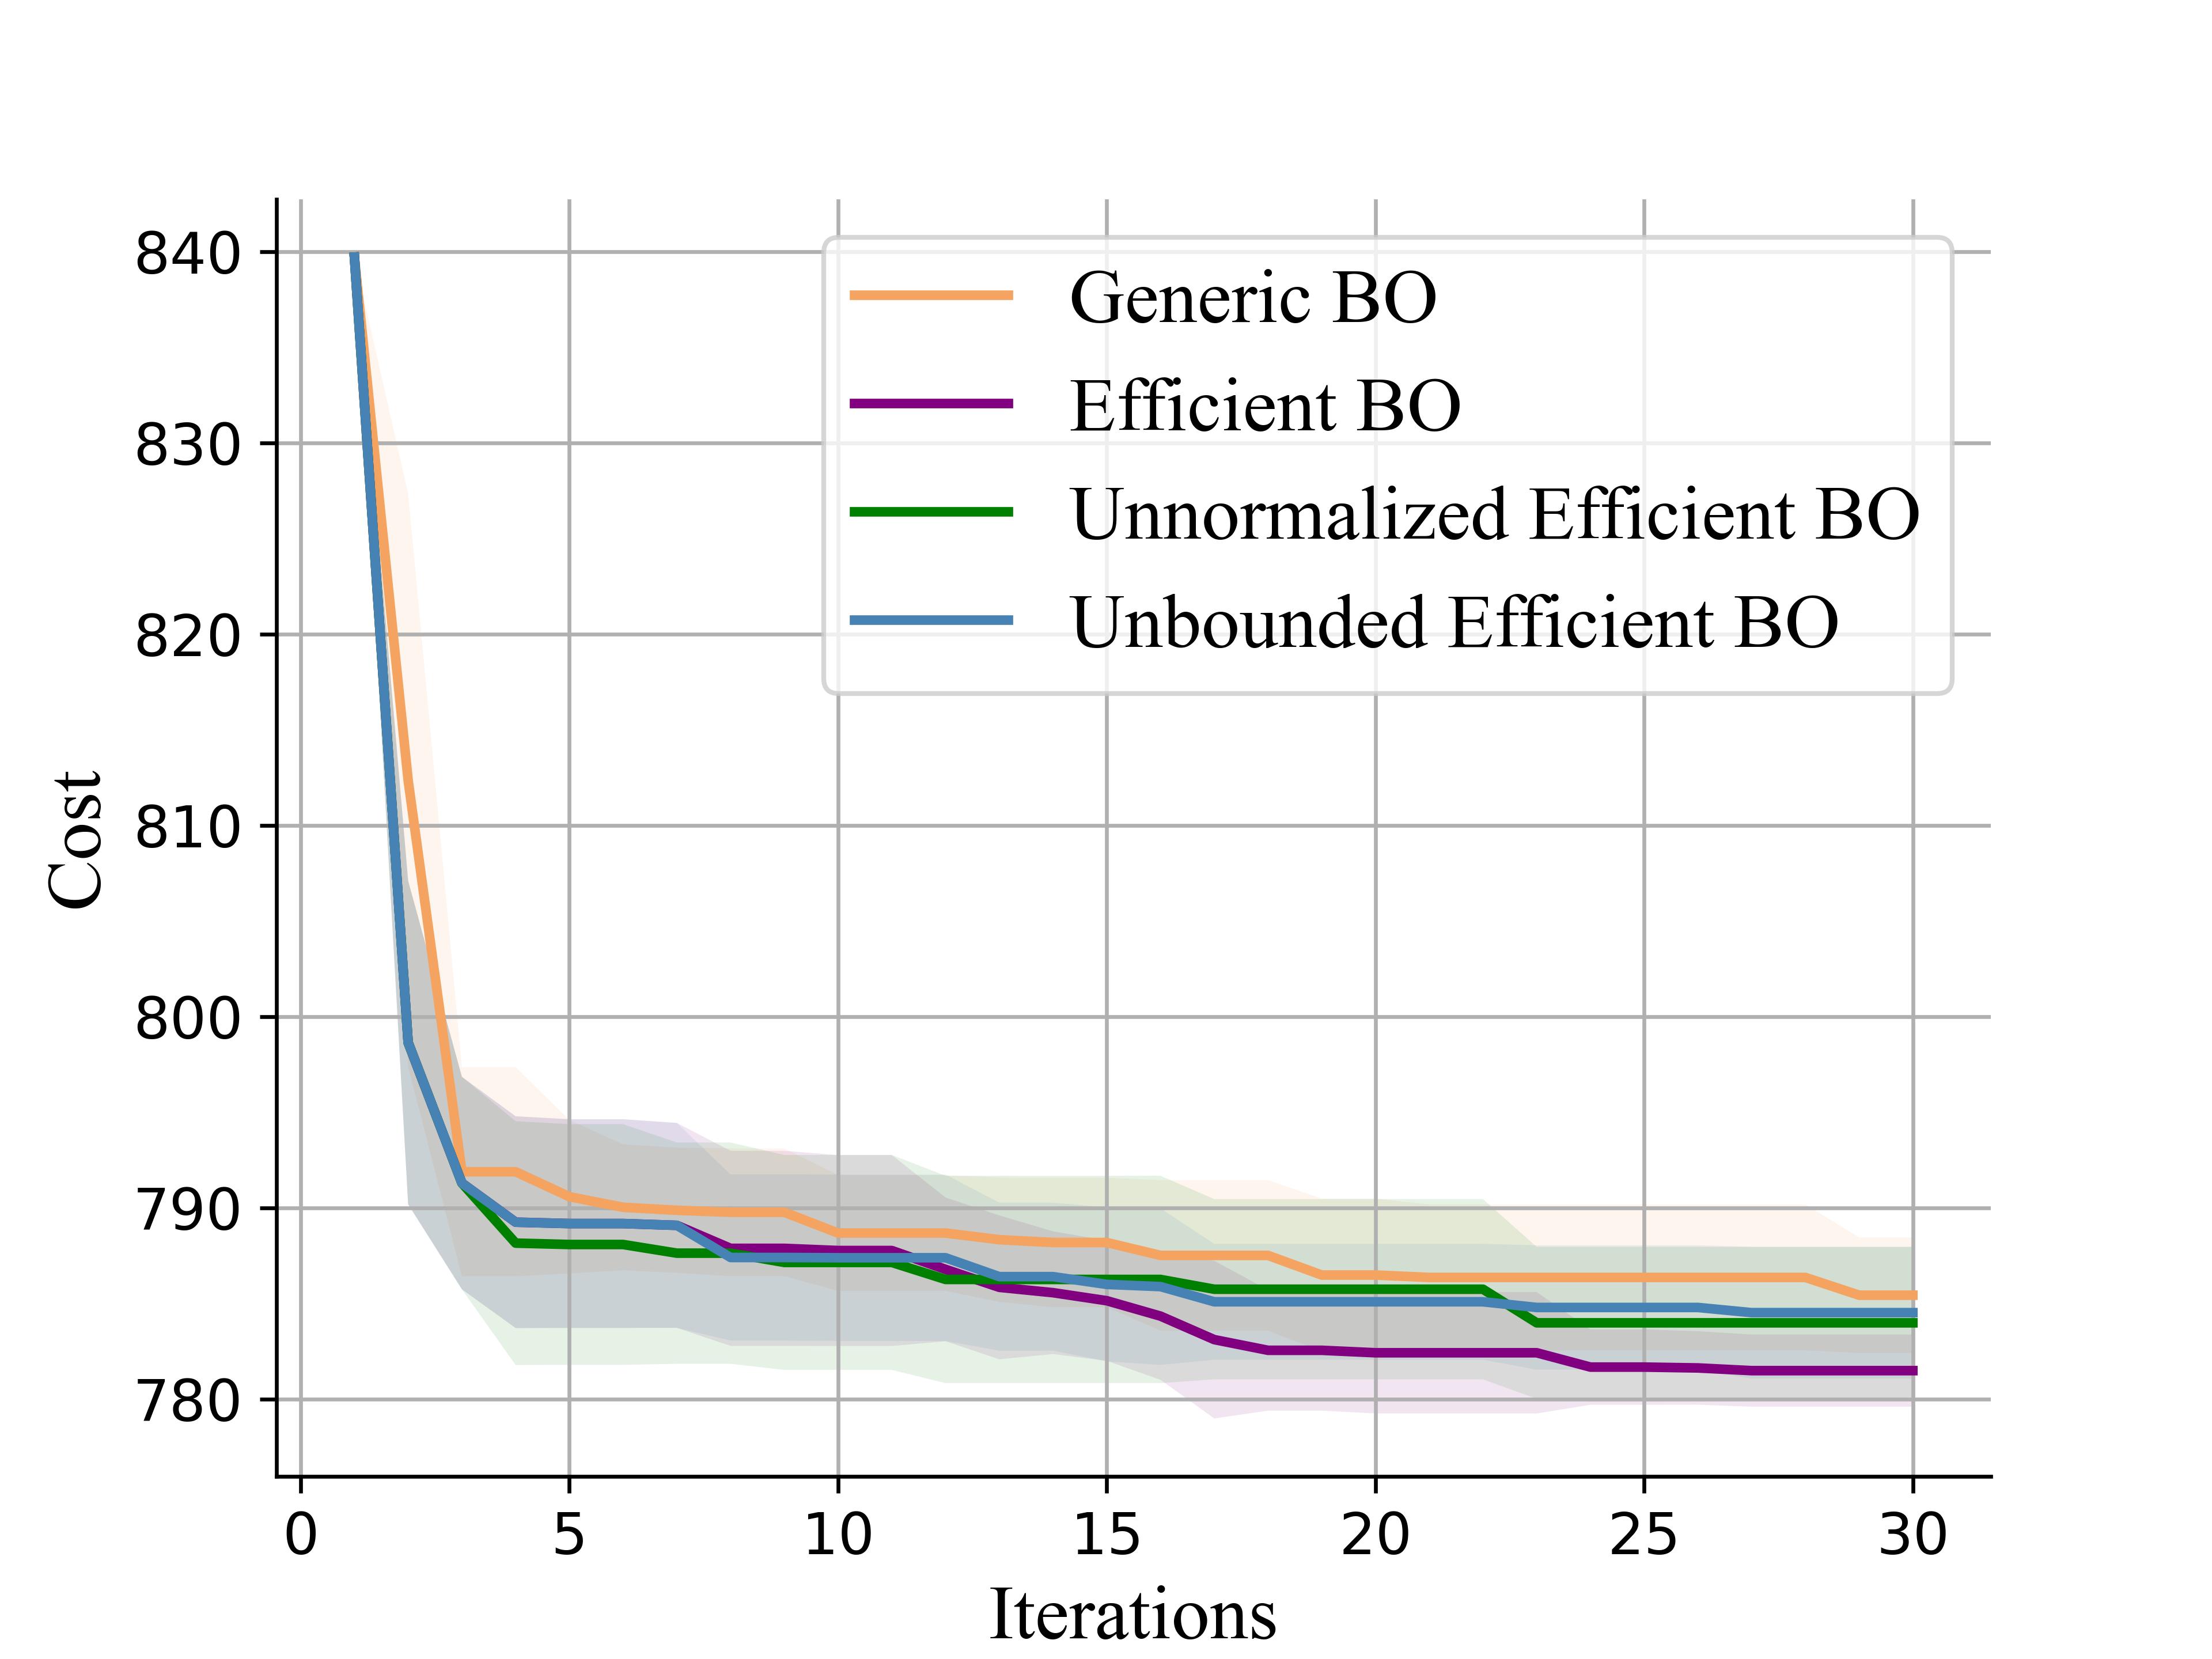 Generic BO
Efficient BO
Unnormalized Efficient BO
Unbounded Efficient BO
840
830
820
810
800
790
780
Cost
0 5 10 15 20 25 30
Iterations